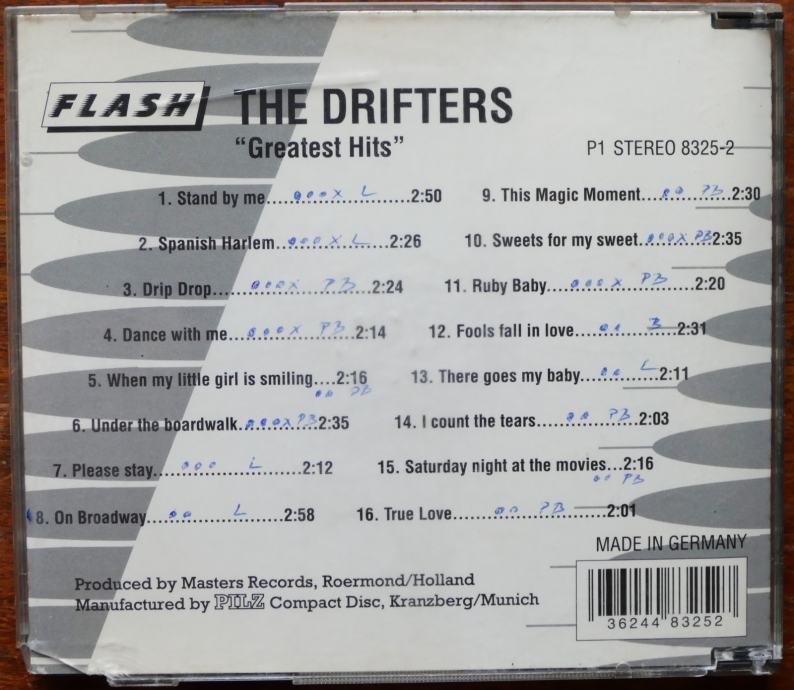 FLASH THE DRIFTERS
"Greatest Hits"
P1 STEREO 8325-2
1. Stand by me..............................2:50
2. Spanish Harlem.......................2:26
3. Drip Drop..................................2:24
4. Dance with me.........................2:14
5. When my little girl is smiling....2:16
6. Under the boardwalk...............2:35
7. Please stay...............................2:12
8. On Broadway............................2:58
9. This Magic Moment..................2:30
10. Sweets for my sweet...............2:35
11. Ruby Baby...............................2:20
12. Fools fall in love......................2:31
13. There goes my baby................2:11
14. I count the tears......................2:03
15. Saturday night at the movies...2:16
16. True Love.................................2:01
MADE IN GERMANY
Produced by Masters Records, Roermond/Holland
Manufactured by PILZ Compact Disc, Kranzberg/Munich
36244 83252